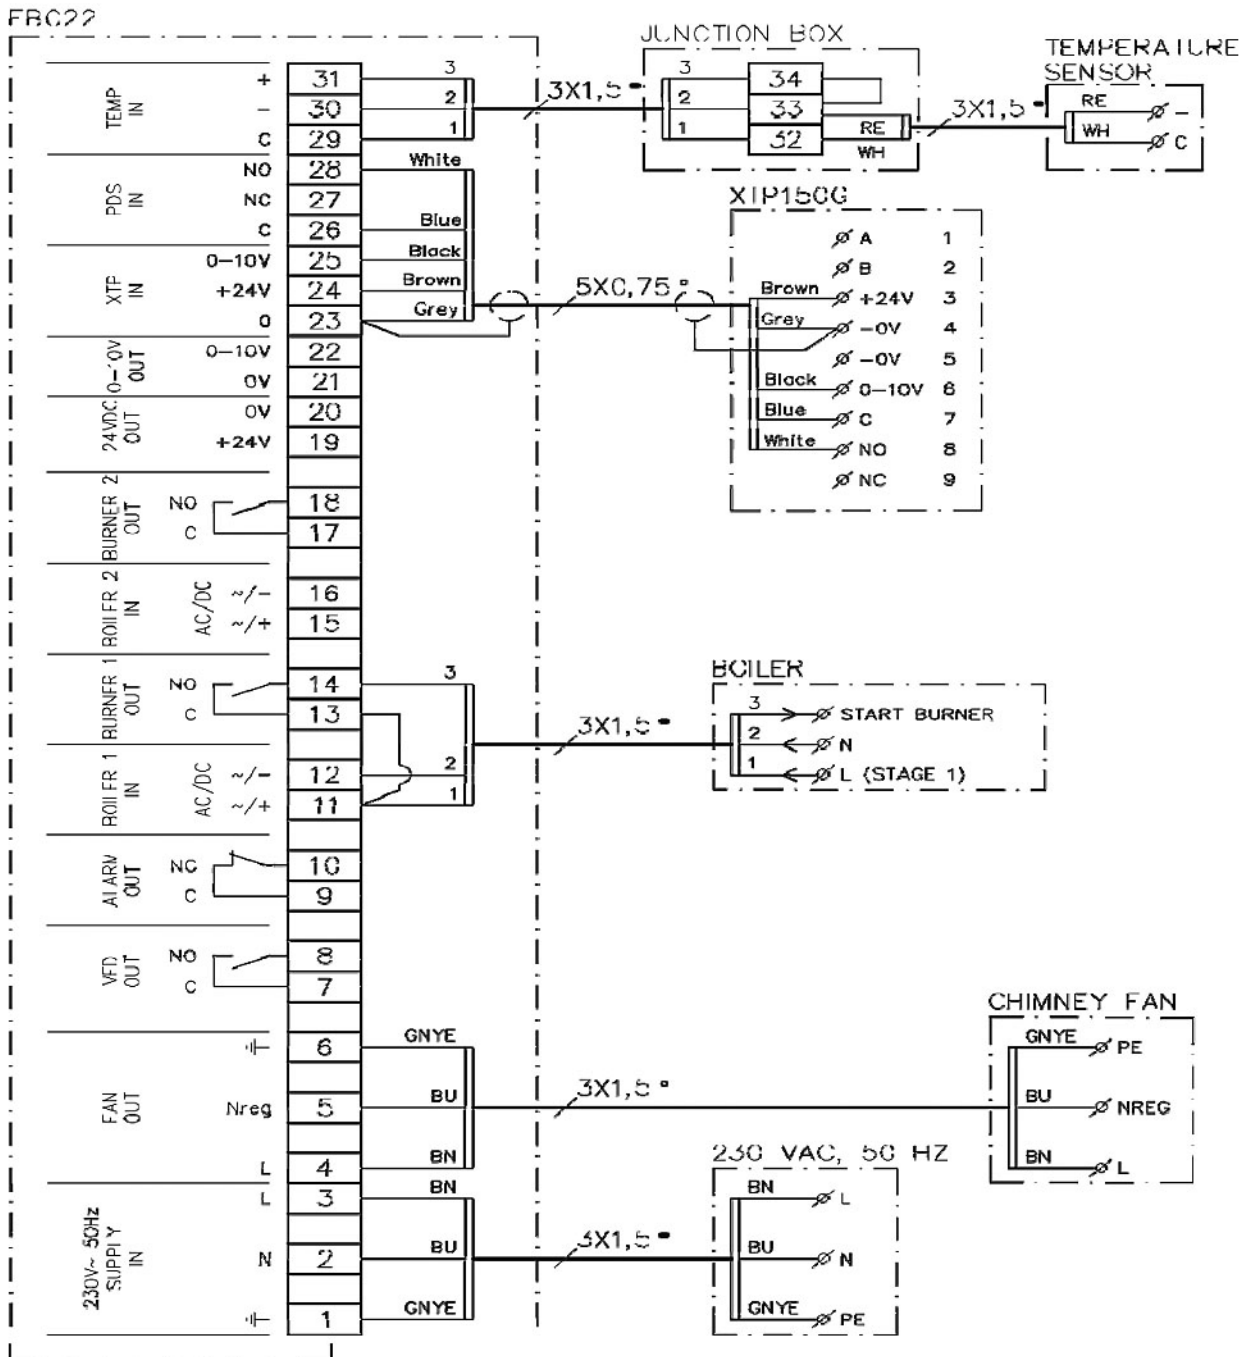 EBC22
JUNCTION BOX
TEMPERATURE
SENSOR
TEMP
IN
+ 31 3
- 30 2
C 29 1
3X1,5
3 34
2 33
1 32
RE
WH
3X1,5
RE -
WH C
PDS
IN
NO 28 White
NC 27
C 26 Blue
XTP
IN
0-10V 25 Black
+24V 24 Brown
0 23 Grey
5X0,75
XTP150G
A 1
B 2
Brown +24V 3
Grey -0V 4
-0V 5
Black 0-10V 6
Blue C 7
White NO 8
NC 9
0-10V
OUT
0-10V 22
0V 21
24VDC
OUT
0V 20
+24V 19
BURNER 2
OUT
NO 18
C 17
BOILER 2
IN
AC/DC
~/- 16
~/+ 15
BURNER 1
OUT
NO 14 3
C 13
BOILER 1
IN
AC/DC
~/- 12 2
~/+ 11 1
3X1,5
BOILER
3 START BURNER
2 N
1 L (STAGE 1)
ALARM
OUT
NC 10
C 9
VFD
OUT
NO 8
C 7
FAN
OUT
6 GNYE
Nreg 5 BU
L 4 BN
3X1,5
CHIMNEY FAN
GNYE PE
BU NREG
BN L
230V~ 50Hz
SUPPLY
IN
L 3 BN
N 2 BU
1 GNYE
3X1,5
230 VAC, 50 HZ
BN L
BU N
GNYE PE